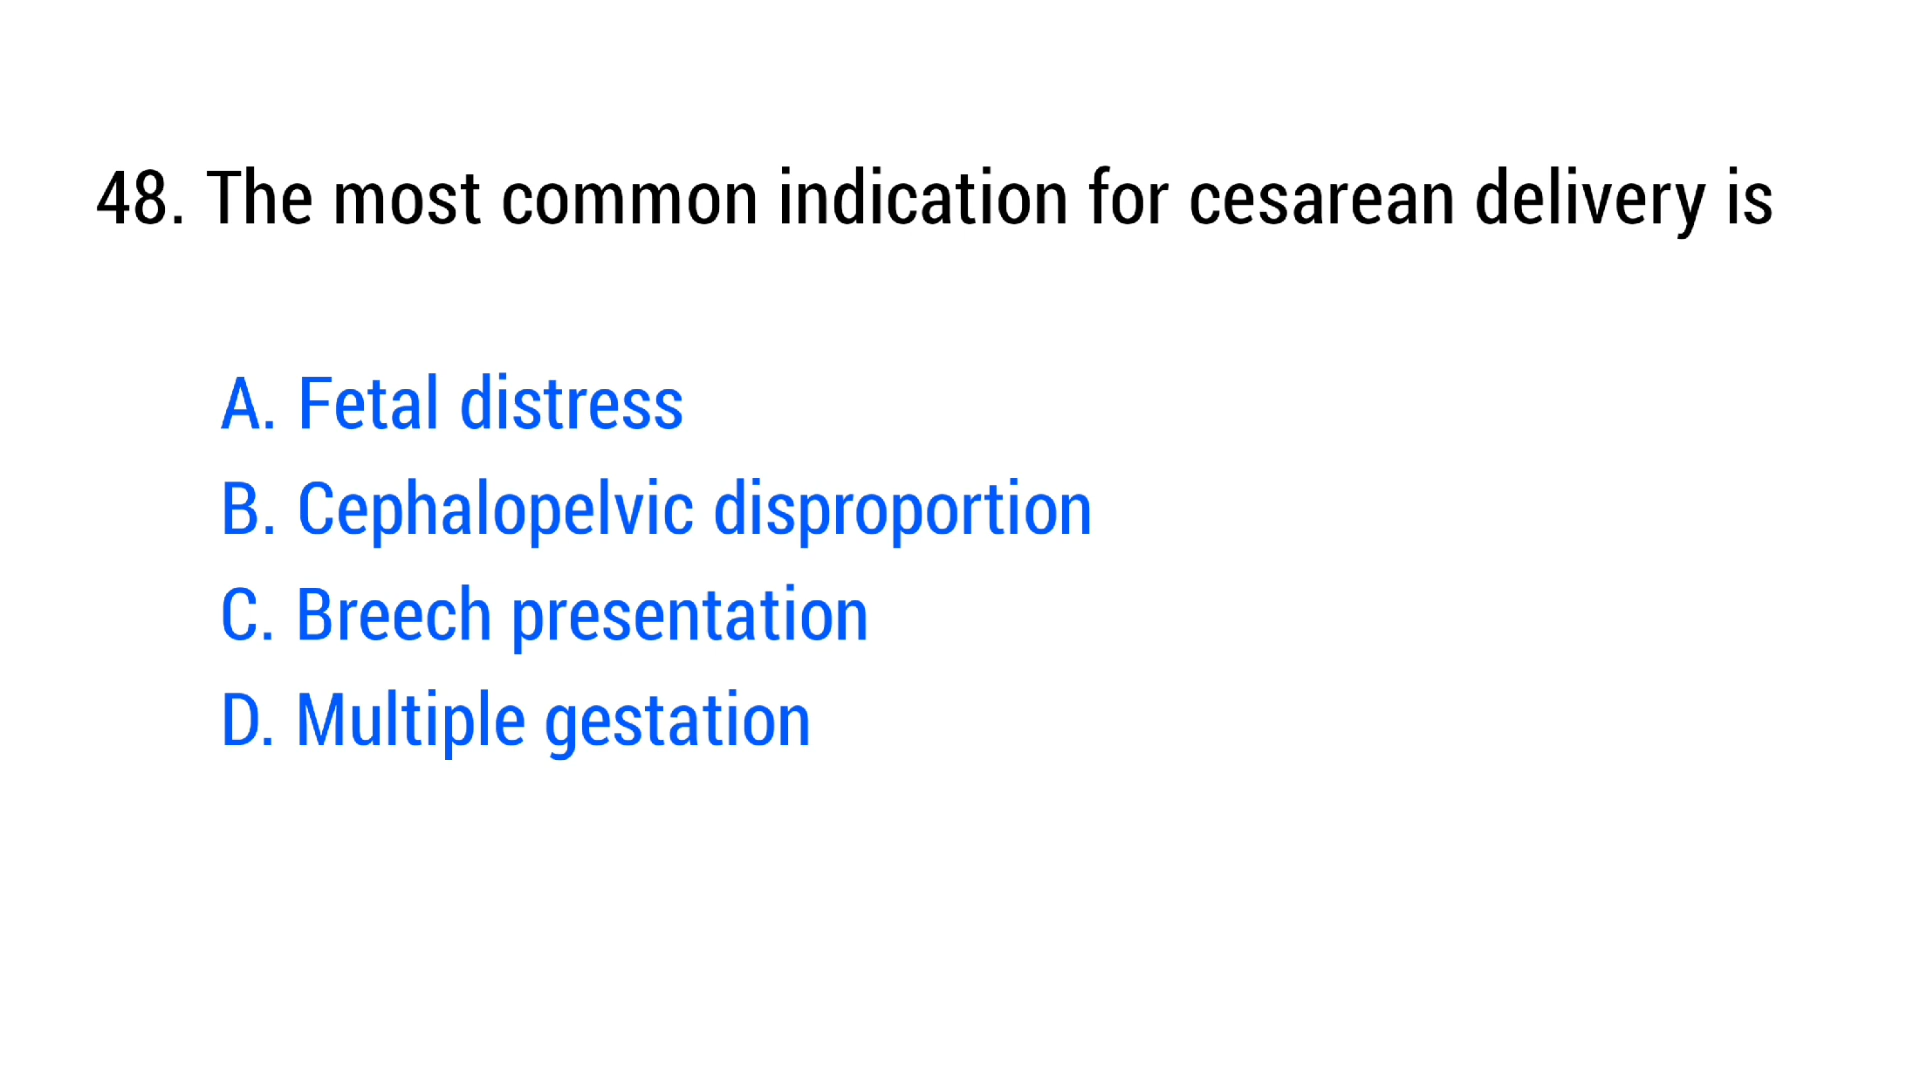 48. The most common indication for cesarean delivery is
A. Fetal distress
B. Cephalopelvic disproportion
C. Breech presentation
D. Multiple gestation